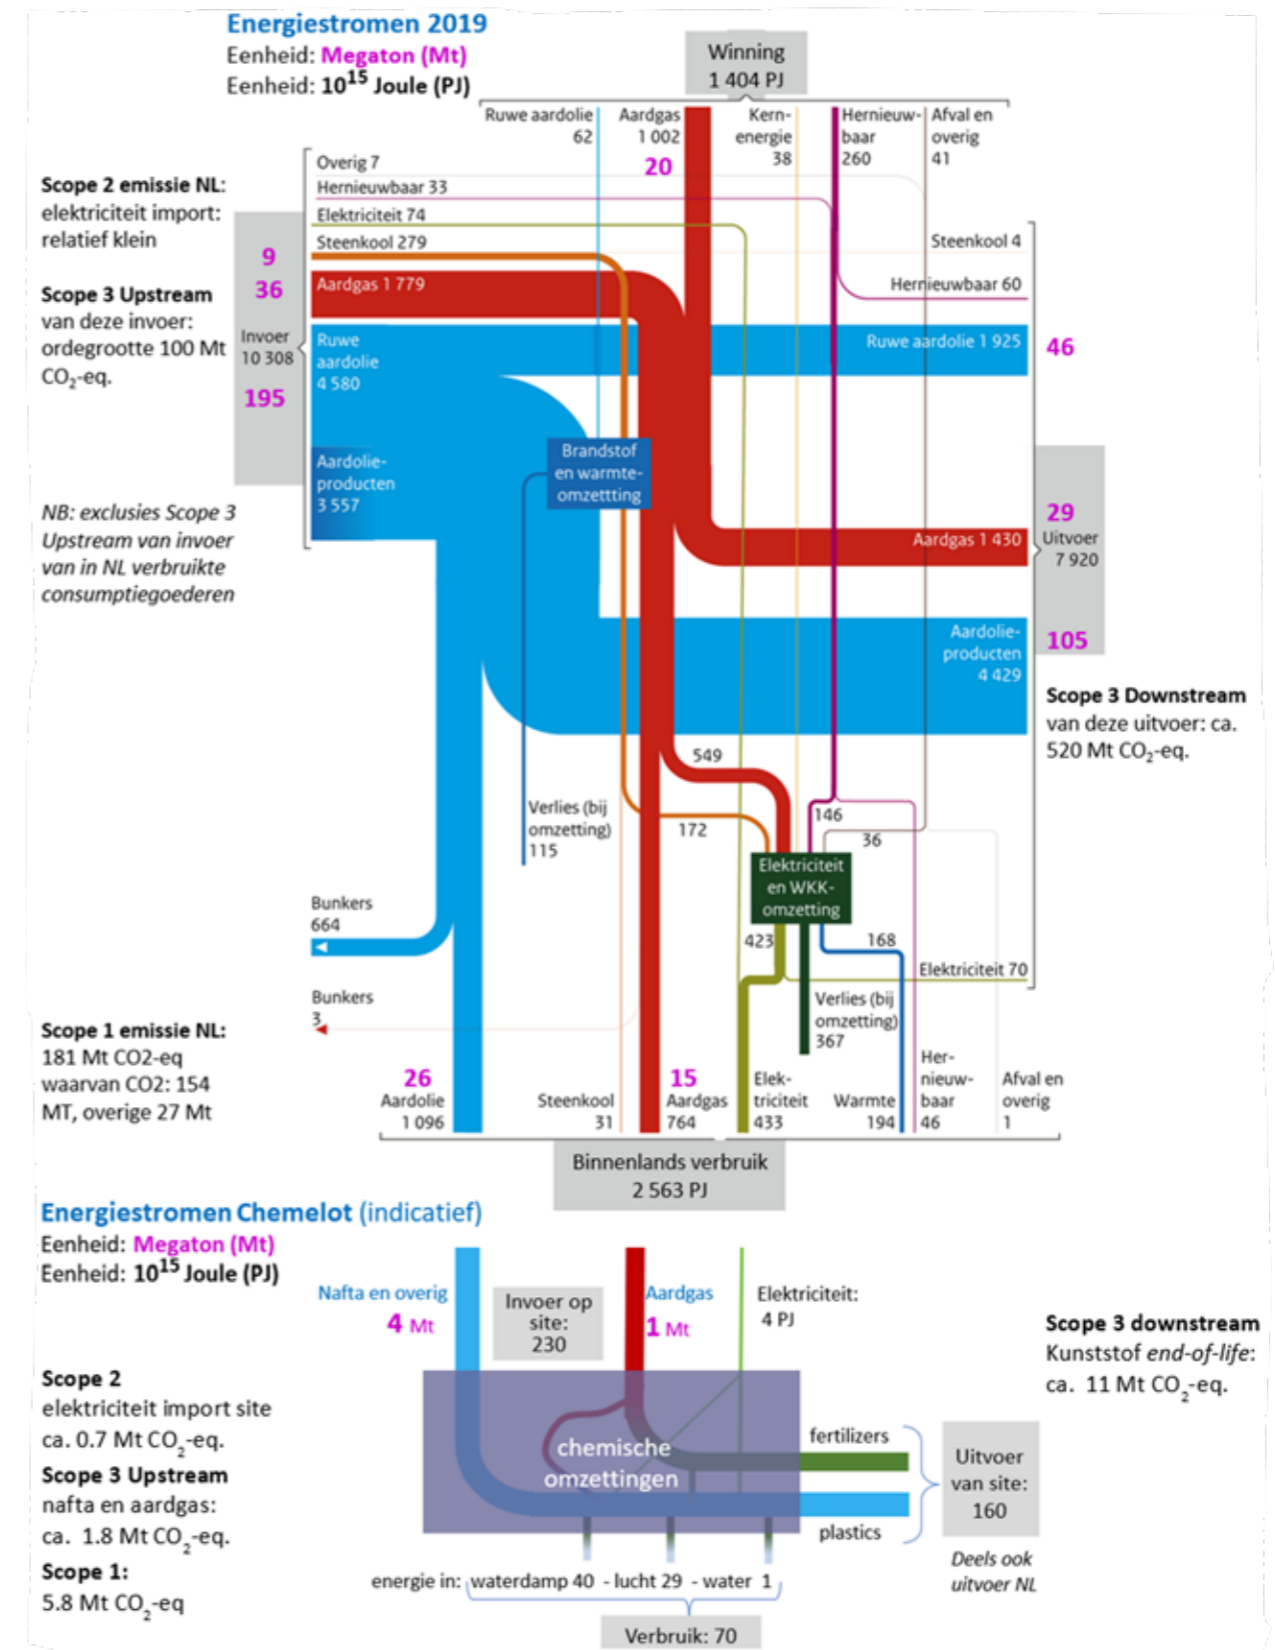 Energiestromen 2019
Eenheid: Megaton (Mt)
Eenheid: 10¹⁵ Joule (PJ)
Winning
1 404 PJ
Ruwe aardolie
62
Aardgas
1 002
20
Kern-
energie
38
Hernieuw-
baar
260
Afval en
overig
41
Scope 2 emissie NL:
elektriciteit import:
relatief klein
Scope 3 Upstream
van deze invoer:
ordegrootte 100 Mt
CO₂-eq.
NB: exclusies Scope 3
Upstream van invoer
van in NL verbruikte
consumptiegoederen
9
36
Invoer
10 308
195
Overig 7
Hernieuwbaar 33
Elektriciteit 74
Steenkool 279
Aardgas 1 779
Ruwe
aardolie
4 580
Aardolie-
producten
3 557
Brandstof
en warmte-
omzettting
Steenkool 4
Hernieuwbaar 60
Ruwe aardolie 1 925
46
Aardgas 1 430
29
Uitvoer
7 920
105
Aardolie-
producten
4 429
Scope 3 Downstream
van deze uitvoer: ca.
520 Mt CO₂-eq.
549
Verlies (bij
omzetting)
115
172
146
36
Elektriciteit
en WKK-
omzetting
Bunkers
664
423
168
Elektriciteit 70
Bunkers
3
Verlies (bij
omzetting)
367
Scope 1 emissie NL:
181 Mt CO2-eq
waarvan CO2: 154
MT, overige 27 Mt
26
Aardolie
1 096
Steenkool
31
15
Aardgas
764
Elek-
triciteit
433
Warmte
194
Her-
nieuw-
baar
46
Afval en
overig
1
Binnenlands verbruik
2 563 PJ
Energiestromen Chemelot (indicatief)
Eenheid: Megaton (Mt)
Eenheid: 10¹⁵ Joule (PJ)
Nafta en overig
4 Mt
Invoer op
site:
230
Aardgas
1 Mt
Elektriciteit:
4 PJ
Scope 3 downstream
Kunststof end-of-life:
ca. 11 Mt CO₂-eq.
Scope 2
elektriciteit import site
ca. 0.7 Mt CO₂-eq.
Scope 3 Upstream
nafta en aardgas:
ca. 1.8 Mt CO₂-eq.
Scope 1:
5.8 Mt CO₂-eq
chemische
omzettingen
fertilizers
plastics
Uitvoer
van site:
160
Deels ook
uitvoer NL
energie in: waterdamp 40 - lucht 29 - water 1
Verbruik: 70